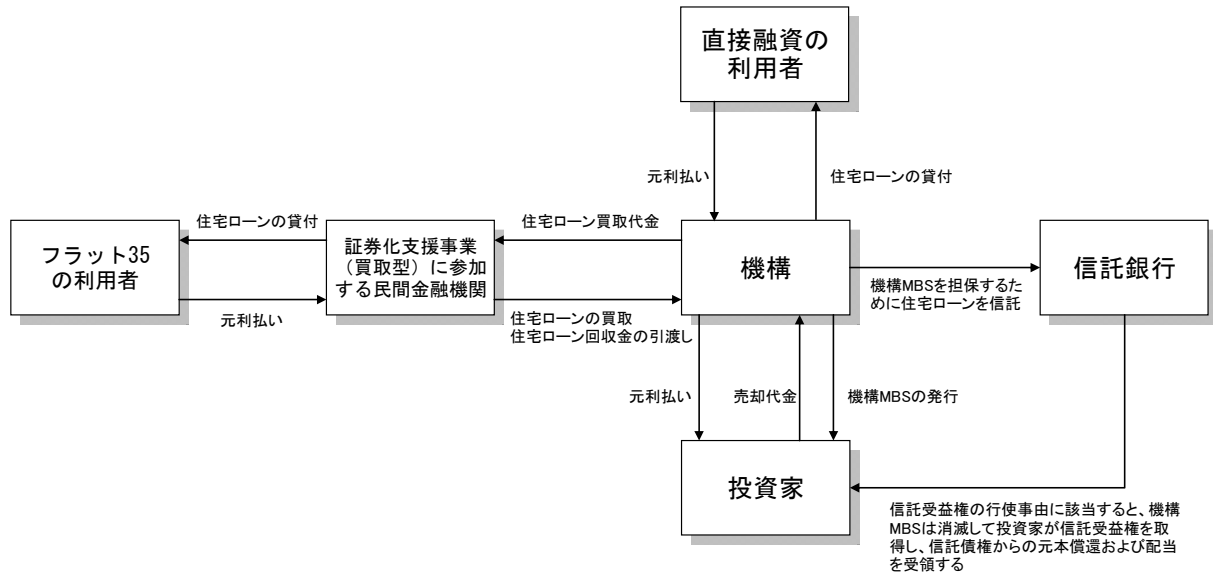 直接融資の
利用者
元利払い
住宅ローンの貸付
住宅ローンの貸付
住宅ローン買取代金
フラット35
の利用者
証券化支援事業
（買取型）に参加
する民間金融機関
機構
信託銀行
機構MBSを担保するた
めに住宅ローンを信託
元利払い
住宅ローンの買取
住宅ローン回収金の引渡し
元利払い
売却代金
機構MBSの発行
投資家
信託受益権の行使事由に該当すると、機構
MBSは消滅して投資家が信託受益権を取
得し、信託債権からの元本償還および配当
を受領する